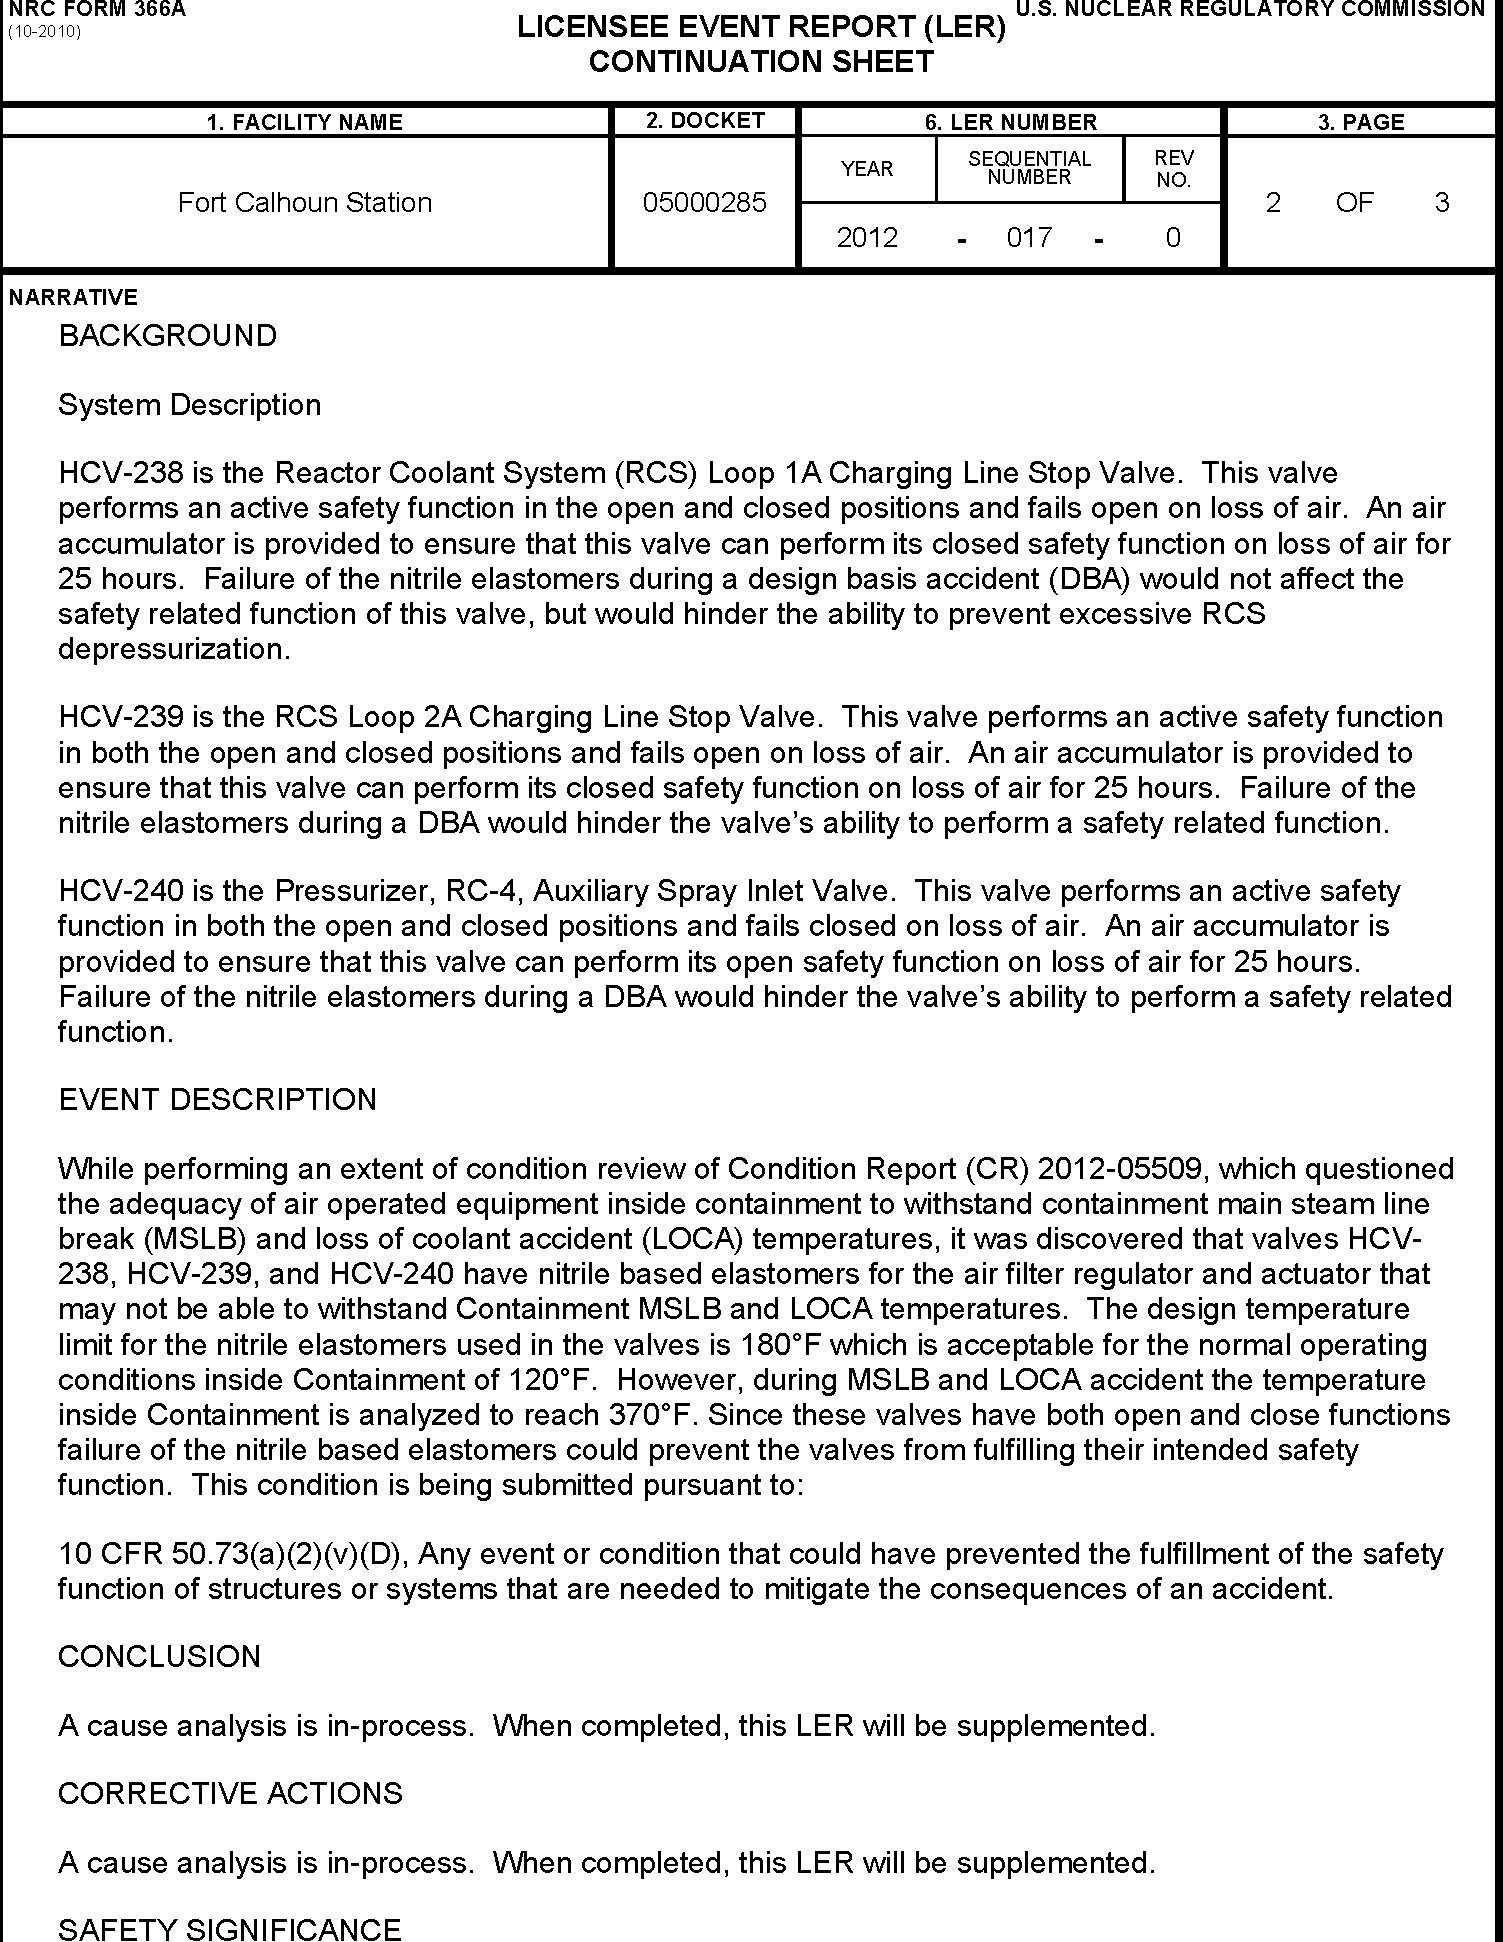 NRC FORM 366A
(10-2010)
U.S. NUCLEAR REGULATORY COMMISSION
LICENSEE EVENT REPORT (LER)
CONTINUATION SHEET
1. FACILITY NAME
2. DOCKET
6. LER NUMBER
3. PAGE
Fort Calhoun Station
05000285
YEAR
SEQUENTIAL
NUMBER
REV
NO.
2 OF 3
2012 - 017 - 0
NARRATIVE
BACKGROUND
System Description
HCV-238 is the Reactor Coolant System (RCS) Loop 1A Charging Line Stop Valve. This valve
performs an active safety function in the open and closed positions and fails open on loss of air. An air
accumulator is provided to ensure that this valve can perform its closed safety function on loss of air for
25 hours. Failure of the nitrile elastomers during a design basis accident (DBA) would not affect the
safety related function of this valve, but would hinder the ability to prevent excessive RCS
depressurization.
HCV-239 is the RCS Loop 2A Charging Line Stop Valve. This valve performs an active safety function
in both the open and closed positions and fails open on loss of air. An air accumulator is provided to
ensure that this valve can perform its closed safety function on loss of air for 25 hours. Failure of the
nitrile elastomers during a DBA would hinder the valve's ability to perform a safety related function.
HCV-240 is the Pressurizer, RC-4, Auxiliary Spray Inlet Valve. This valve performs an active safety
function in both the open and closed positions and fails closed on loss of air. An air accumulator is
provided to ensure that this valve can perform its open safety function on loss of air for 25 hours.
Failure of the nitrile elastomers during a DBA would hinder the valve's ability to perform a safety related
function.
EVENT DESCRIPTION
While performing an extent of condition review of Condition Report (CR) 2012-05509, which questioned
the adequacy of air operated equipment inside containment to withstand containment main steam line
break (MSLB) and loss of coolant accident (LOCA) temperatures, it was discovered that valves HCV-
238, HCV-239, and HCV-240 have nitrile based elastomers for the air filter regulator and actuator that
may not be able to withstand Containment MSLB and LOCA temperatures. The design temperature
limit for the nitrile elastomers used in the valves is 180°F which is acceptable for the normal operating
conditions inside Containment of 120°F. However, during MSLB and LOCA accident the temperature
inside Containment is analyzed to reach 370°F. Since these valves have both open and close functions
failure of the nitrile based elastomers could prevent the valves from fulfilling their intended safety
function. This condition is being submitted pursuant to:
10 CFR 50.73(a)(2)(v)(D), Any event or condition that could have prevented the fulfillment of the safety
function of structures or systems that are needed to mitigate the consequences of an accident.
CONCLUSION
A cause analysis is in-process. When completed, this LER will be supplemented.
CORRECTIVE ACTIONS
A cause analysis is in-process. When completed, this LER will be supplemented.
SAFETY SIGNIFICANCE